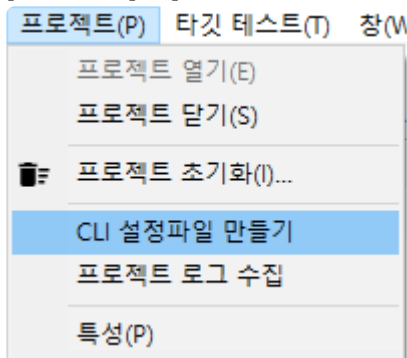 프로젝트(P) 타깃 테스트(T) 창(W
프로젝트 열기(E)
프로젝트 닫기(S)
프로젝트 초기화(I)...
CLI 설정파일 만들기
프로젝트 로그 수집
특성(P)